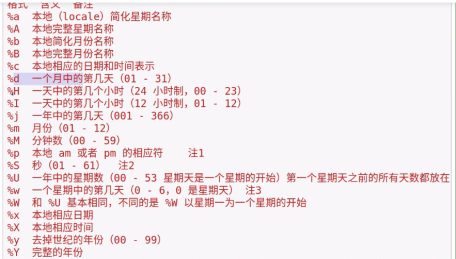 格式 含义 备注
%a 本地（locale）简化星期名称
%A 本地完整星期名称
%b 本地简化月份名称
%B 本地完整月份名称
%c 本地相应的日期和时间表示
%d 一个月中的第几天（01 - 31）
%H 一天中的第几个小时（24 小时制，00 - 23）
%I 一天中的第几个小时（12 小时制，01 - 12）
%j 一年中的第几天（001 - 366）
%m 月份（01 - 12）
%M 分钟数（00 - 59）
%p 本地 am 或者 pm 的相应符 注1
%S 秒（01 - 61） 注2
%U 一年中的星期数（00 - 53 星期天是一个星期的开始）第一个星期天之前的所有天数都放在
%w 一个星期中的第几天（0 - 6，0 是星期天） 注3
%W 和 %U 基本相同，不同的是 %W 以星期一为一个星期的开始
%x 本地相应日期
%X 本地相应时间
%y 去掉世纪的年份（00 - 99）
%Y 完整的年份